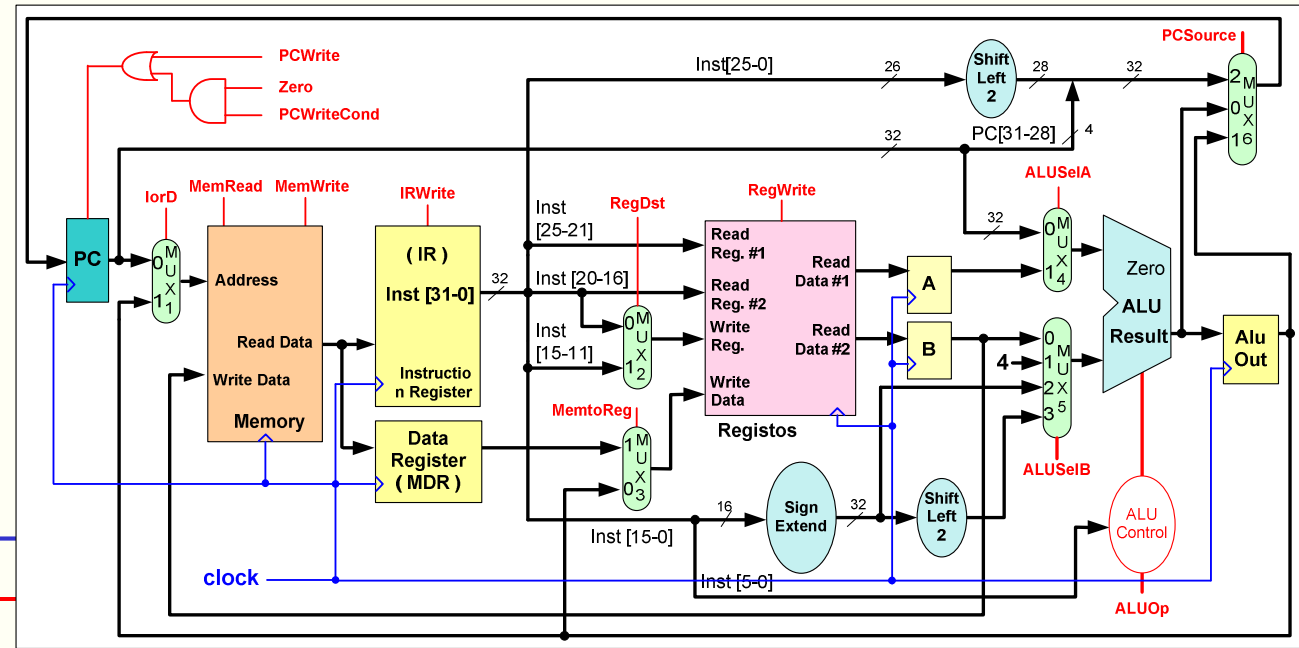 PCWrite
Zero
PCWriteCond
Inst[25-0]
26
Shift
Left
2
28
32
PCSource
2
0
1
M
U
X
6
32
PC[31-28]
4
IorD
MemRead
MemWrite
IRWrite
RegDst
RegWrite
ALUSelA
PC
0
1
M
U
X
1
Address
Read Data
Write Data
Memory
( IR )
Inst [31-0]
Instructio
n Register
32
Data
Register
( MDR )
Inst
[25-21]
Inst [20-16]
Inst
[15-11]
0
1
M
U
X
2
MemtoReg
1
0
M
U
X
3
Read
Reg. #1
Read
Reg. #2
Write
Reg.
Write
Data
Read
Data #1
Read
Data #2
Registos
A
B
32
0
1
M
U
X
4
4
0
1
2
3
M
U
X
5
ALUSelB
Zero
ALU
Result
Alu
Out
16
Inst [15-0]
Sign
Extend
32
Shift
Left
2
ALU
Control
ALUOp
clock
Inst [5-0]